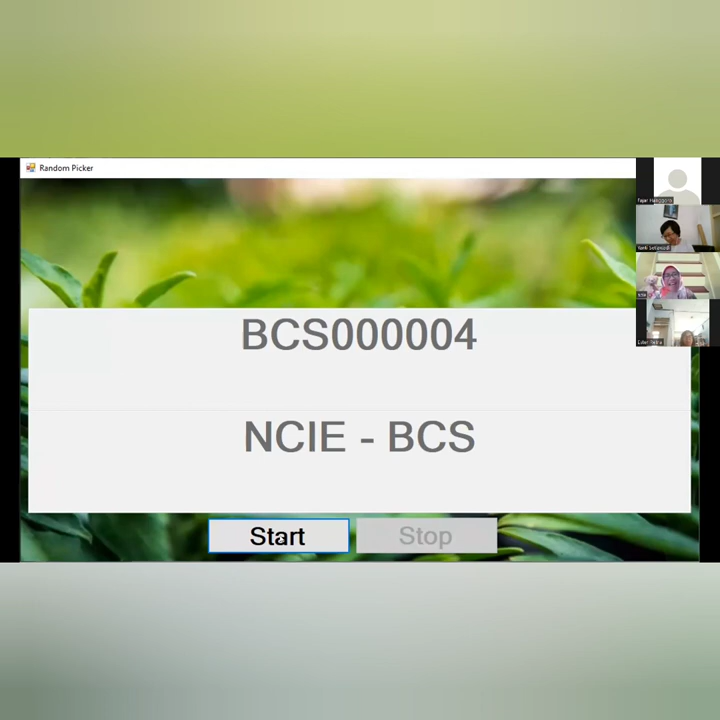 Random Picker
BCS000004
NCIE - BCS
Start
Stop